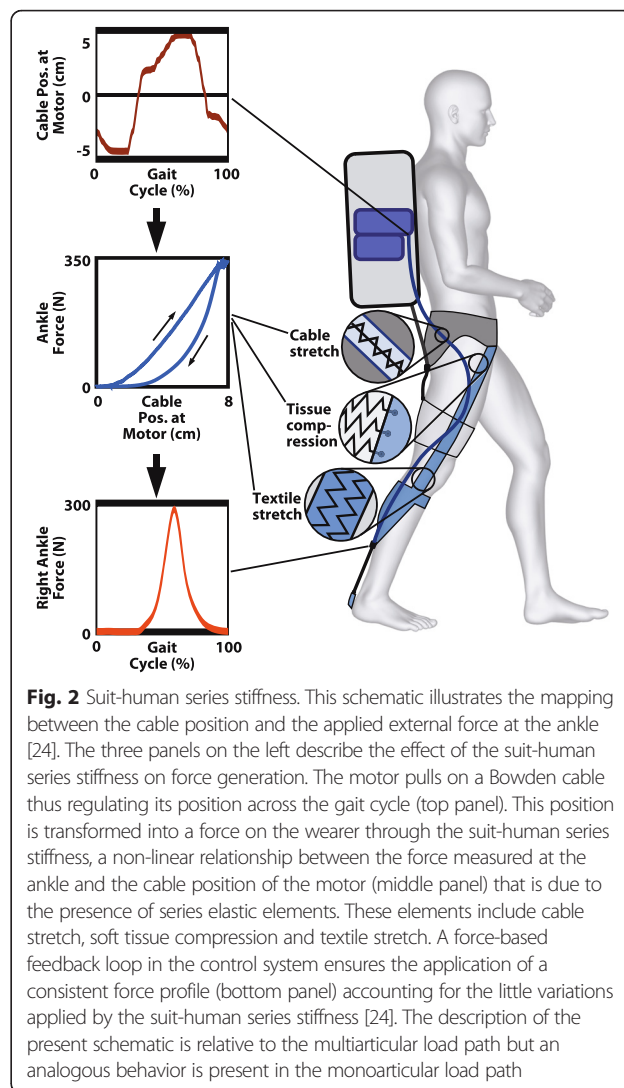 Cable Pos. at
Motor (cm)
5
0
-5
0
100
Gait
Cycle (%)
Ankle
Force (N)
350
0
0
8
Cable
Pos. at
Motor (cm)
Right Ankle
Force (N)
300
0
0
100
Gait
Cycle (%)
Cable
stretch
Tissue
comp-
ression
Textile
stretch
Fig. 2 Suit-human series stiffness. This schematic illustrates the mapping
between the cable position and the applied external force at the ankle
[24]. The three panels on the left describe the effect of the suit-human
series stiffness on force generation. The motor pulls on a Bowden cable
thus regulating its position across the gait cycle (top panel). This position
is transformed into a force on the wearer through the suit-human series
stiffness, a non-linear relationship between the force measured at the
ankle and the cable position of the motor (middle panel) that is due to
the presence of series elastic elements. These elements include cable
stretch, soft tissue compression and textile stretch. A force-based
feedback loop in the control system ensures the application of a
consistent force profile (bottom panel) accounting for the little variations
applied by the suit-human series stiffness [24]. The description of the
present schematic is relative to the multiarticular load path but an
analogous behavior is present in the monoarticular load path